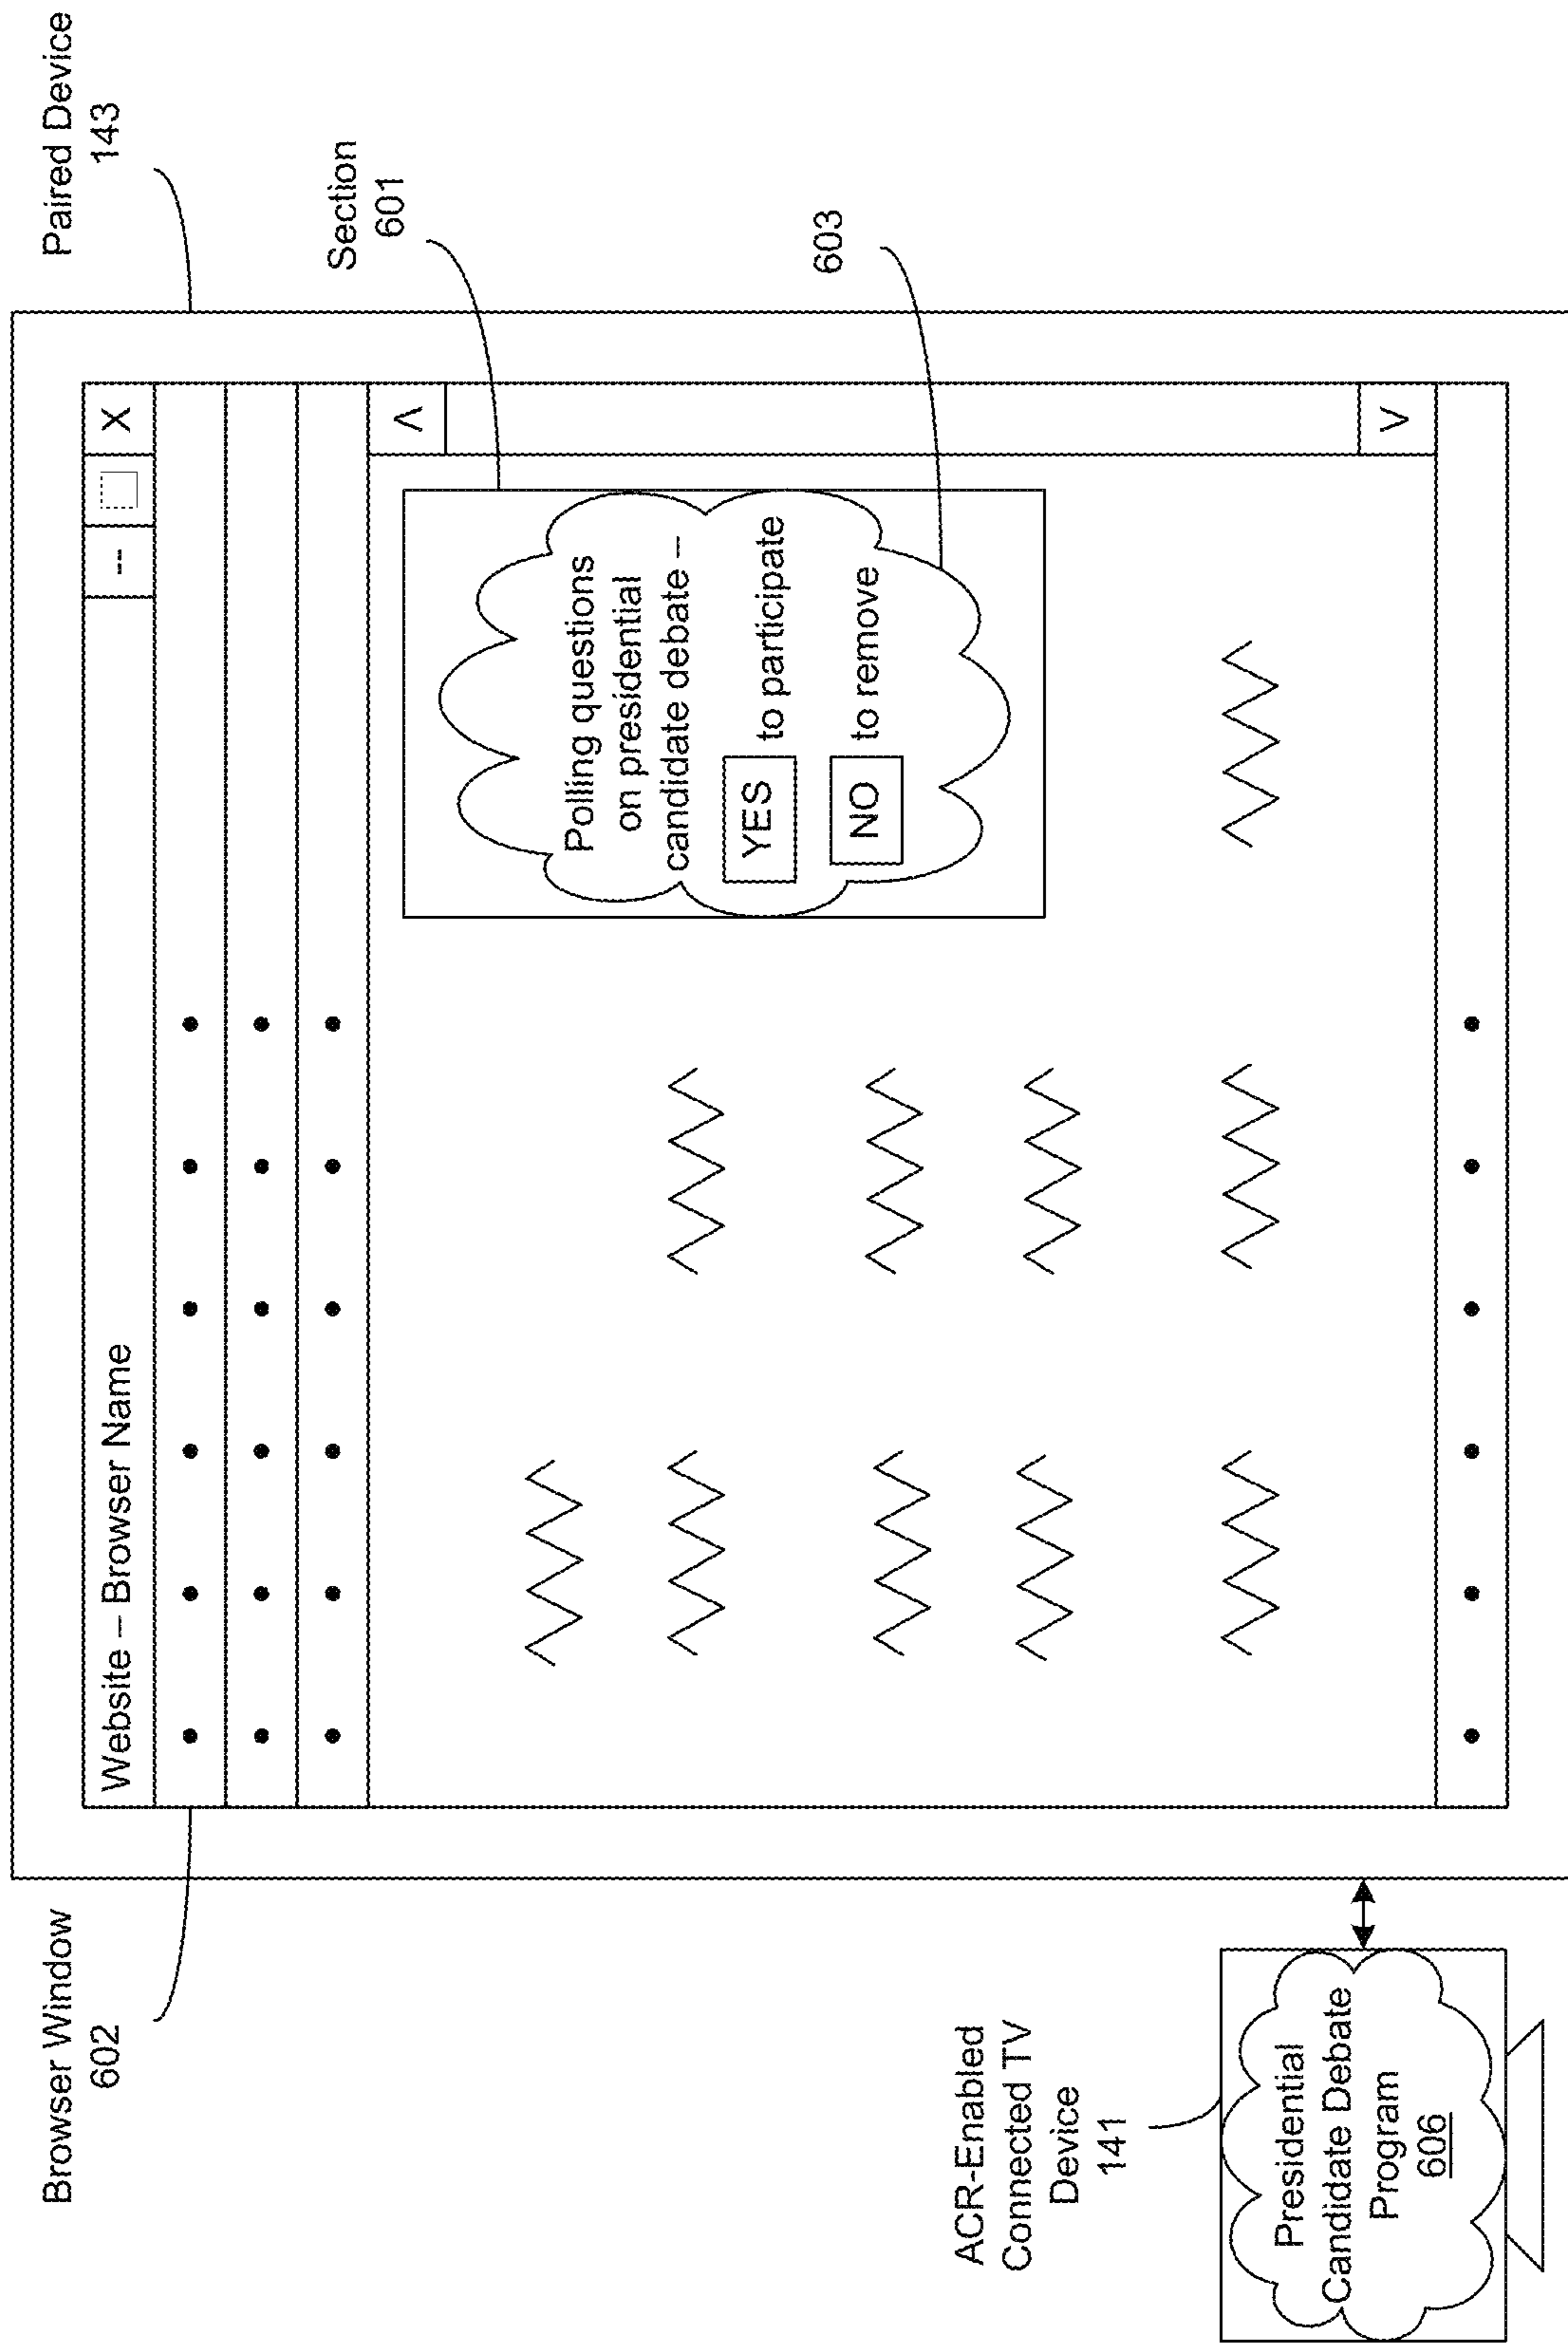 Browser Window
602
Paired Device
143
Website – Browser Name
--
X
Section
601
Polling questions
on presidential
candidate debate –
YES to participate
NO to remove
603
ACR-Enabled
Connected TV
Device
141
Presidential
Candidate Debate
Program
606